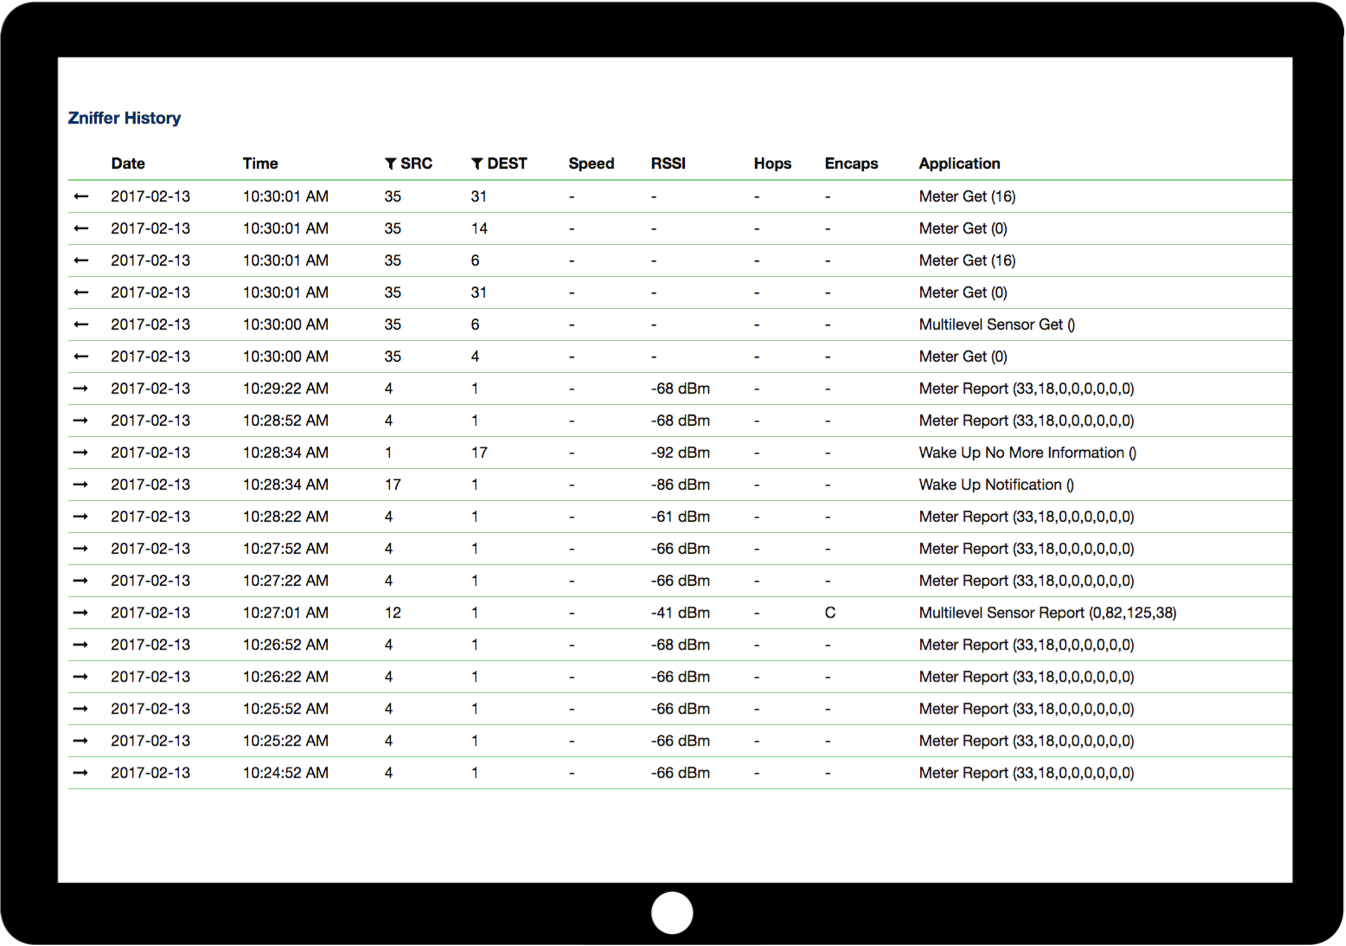 Zniffer History
Date Time SRC DEST Speed RSSI Hops Encaps Application
← 2017-02-13 10:30:01 AM 35 31 - - - - Meter Get (16)
← 2017-02-13 10:30:01 AM 35 14 - - - - Meter Get (0)
← 2017-02-13 10:30:01 AM 35 6 - - - - Meter Get (16)
← 2017-02-13 10:30:01 AM 35 31 - - - - Meter Get (0)
← 2017-02-13 10:30:00 AM 35 6 - - - - Multilevel Sensor Get ()
← 2017-02-13 10:30:00 AM 35 4 - - - - Meter Get (0)
→ 2017-02-13 10:29:22 AM 4 1 - -68 dBm - - Meter Report (33,18,0,0,0,0,0,0)
→ 2017-02-13 10:28:52 AM 4 1 - -68 dBm - - Meter Report (33,18,0,0,0,0,0,0)
→ 2017-02-13 10:28:34 AM 1 17 - -92 dBm - - Wake Up No More Information ()
→ 2017-02-13 10:28:34 AM 17 1 - -86 dBm - - Wake Up Notification ()
→ 2017-02-13 10:28:22 AM 4 1 - -61 dBm - - Meter Report (33,18,0,0,0,0,0,0)
→ 2017-02-13 10:27:52 AM 4 1 - -66 dBm - - Meter Report (33,18,0,0,0,0,0,0)
→ 2017-02-13 10:27:22 AM 4 1 - -66 dBm - - Meter Report (33,18,0,0,0,0,0,0)
→ 2017-02-13 10:27:01 AM 12 1 - -41 dBm - C Multilevel Sensor Report (0,82,125,38)
→ 2017-02-13 10:26:52 AM 4 1 - -68 dBm - - Meter Report (33,18,0,0,0,0,0,0)
→ 2017-02-13 10:26:22 AM 4 1 - -66 dBm - - Meter Report (33,18,0,0,0,0,0,0)
→ 2017-02-13 10:25:52 AM 4 1 - -66 dBm - - Meter Report (33,18,0,0,0,0,0,0)
→ 2017-02-13 10:25:22 AM 4 1 - -66 dBm - - Meter Report (33,18,0,0,0,0,0,0)
→ 2017-02-13 10:24:52 AM 4 1 - -66 dBm - - Meter Report (33,18,0,0,0,0,0,0)